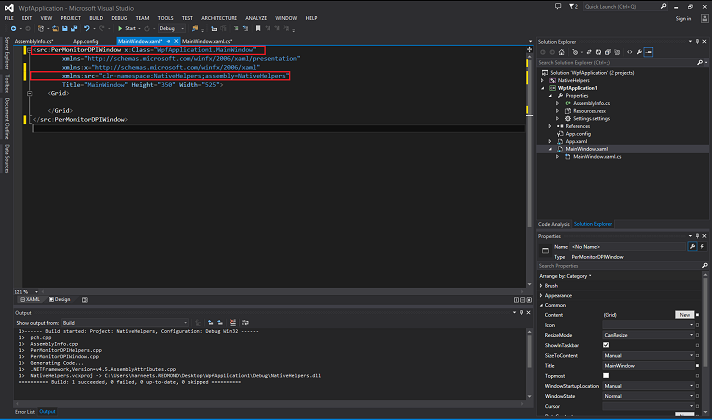 WpfApplication - Microsoft Visual Studio
Quick Launch (Ctrl+Q)
FILE EDIT VIEW PROJECT BUILD DEBUG TEAM TOOLS TEST ARCHITECTURE ANALYZE WINDOW HELP
Sign in
Start
Debug
Server Explorer
Toolbox
Document Outline
Data Sources
AssemblyInfo.cs*
App.config
MainWindow.xaml*
MainWindow.xaml.cs*
<src:PerMonitorDPIWindow x:Class="WpfApplication1.MainWindow"
xmlns="http://schemas.microsoft.com/winfx/2006/xaml/presentation"
xmlns:x="http://schemas.microsoft.com/winfx/2006/xaml"
xmlns:src="clr-namespace:NativeHelpers;assembly=NativeHelpers"
Title="MainWindow" Height="350" Width="525">
<Grid>
</Grid>
</src:PerMonitorDPIWindow>
121 %
XAML
Design
Output
Show output from: Build
1>------ Build started: Project: NativeHelpers, Configuration: Debug Win32 ------
1> pch.cpp
1> AssemblyInfo.cpp
1> PerMonitorDPIHelpers.cpp
1> PerMonitorDPIWindow.cpp
1> Generating Code...
1> .NETFramework,Version=v4.5.AssemblyAttributes.cpp
1> NativeHelpers.vcxproj -> C:\Users\harneets.REDMOND\Desktop\WpfApplication1\Debug\NativeHelpers.dll
========== Build: 1 succeeded, 0 failed, 0 up-to-date, 0 skipped ==========
Error List
Output
Solution Explorer
Search Solution Explorer (Ctrl+;)
Solution 'WpfApplication' (2 projects)
NativeHelpers
WpfApplication1
Properties
AssemblyInfo.cs
Resources.resx
Settings.settings
References
App.config
App.xaml
MainWindow.xaml
MainWindow.xaml.cs
Code Analysis
Solution Explorer
Properties
Name <No Name>
Type PerMonitorDPIWindow
Search Properties
Arrange by: Category
Brush
Appearance
Common
Content (Grid) New
Icon
ResizeMode CanResize
ShowInTaskbar
SizeToContent Manual
Title MainWindow
Topmost
WindowStartupLocation Manual
WindowState Normal
Cursor